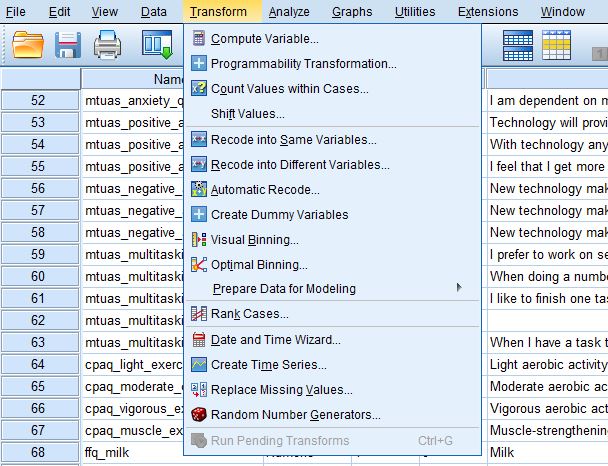 File Edit View Data Transform Analyze Graphs Utilities Extensions Window
Name
Compute Variable...
Programmability Transformation...
Count Values within Cases...
Shift Values...
Recode into Same Variables...
Recode into Different Variables...
Automatic Recode...
Create Dummy Variables
Visual Binning...
Optimal Binning...
Prepare Data for Modeling
Rank Cases...
Date and Time Wizard...
Create Time Series...
Replace Missing Values...
Random Number Generators...
Run Pending Transforms Ctrl+G
52 mtuas_anxiety_q I am dependent on m
53 mtuas_positive_a Technology will provi
54 mtuas_positive_a With technology any
55 mtuas_positive_a I feel that I get more
56 mtuas_negative_ New technology mak
57 mtuas_negative_ New technology mak
58 mtuas_negative_ New technology mak
59 mtuas_multitaski I prefer to work on se
60 mtuas_multitaski When doing a numbe
61 mtuas_multitaski I like to finish one tas
62 mtuas_multitaski
63 mtuas_multitaski When I have a task t
64 cpaq_light_exerc Light aerobic activity
65 cpaq_moderate_e Moderate aerobic ac
66 cpaq_vigorous_ex Vigorous aerobic act
67 cpaq_muscle_ex Muscle-strengthenin
68 ffq_milk Milk